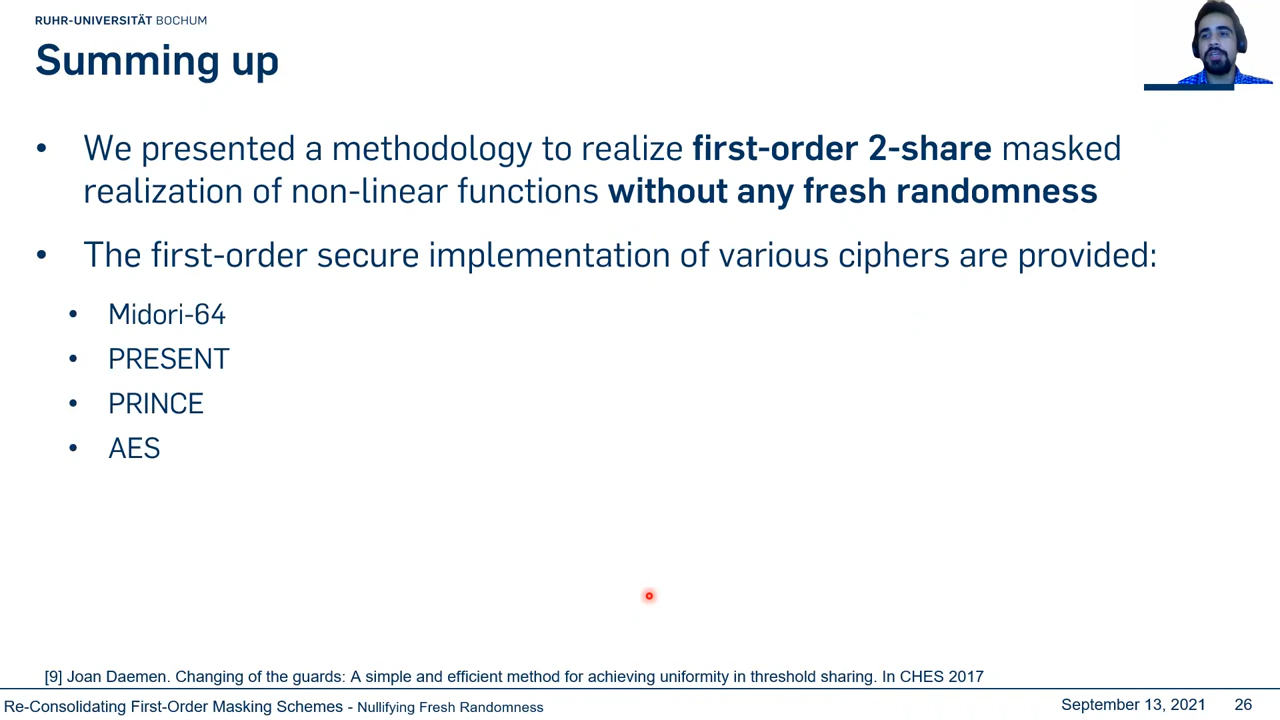 RUHR-UNIVERSITÄT BOCHUM
Summing up
• We presented a methodology to realize first-order 2-share masked
realization of non-linear functions without any fresh randomness
• The first-order secure implementation of various ciphers are provided:
• Midori-64
• PRESENT
• PRINCE
• AES
[9] Joan Daemen. Changing of the guards: A simple and efficient method for achieving uniformity in threshold sharing. In CHES 2017
Re-Consolidating First-Order Masking Schemes - Nullifying Fresh Randomness
September 13, 2021 26